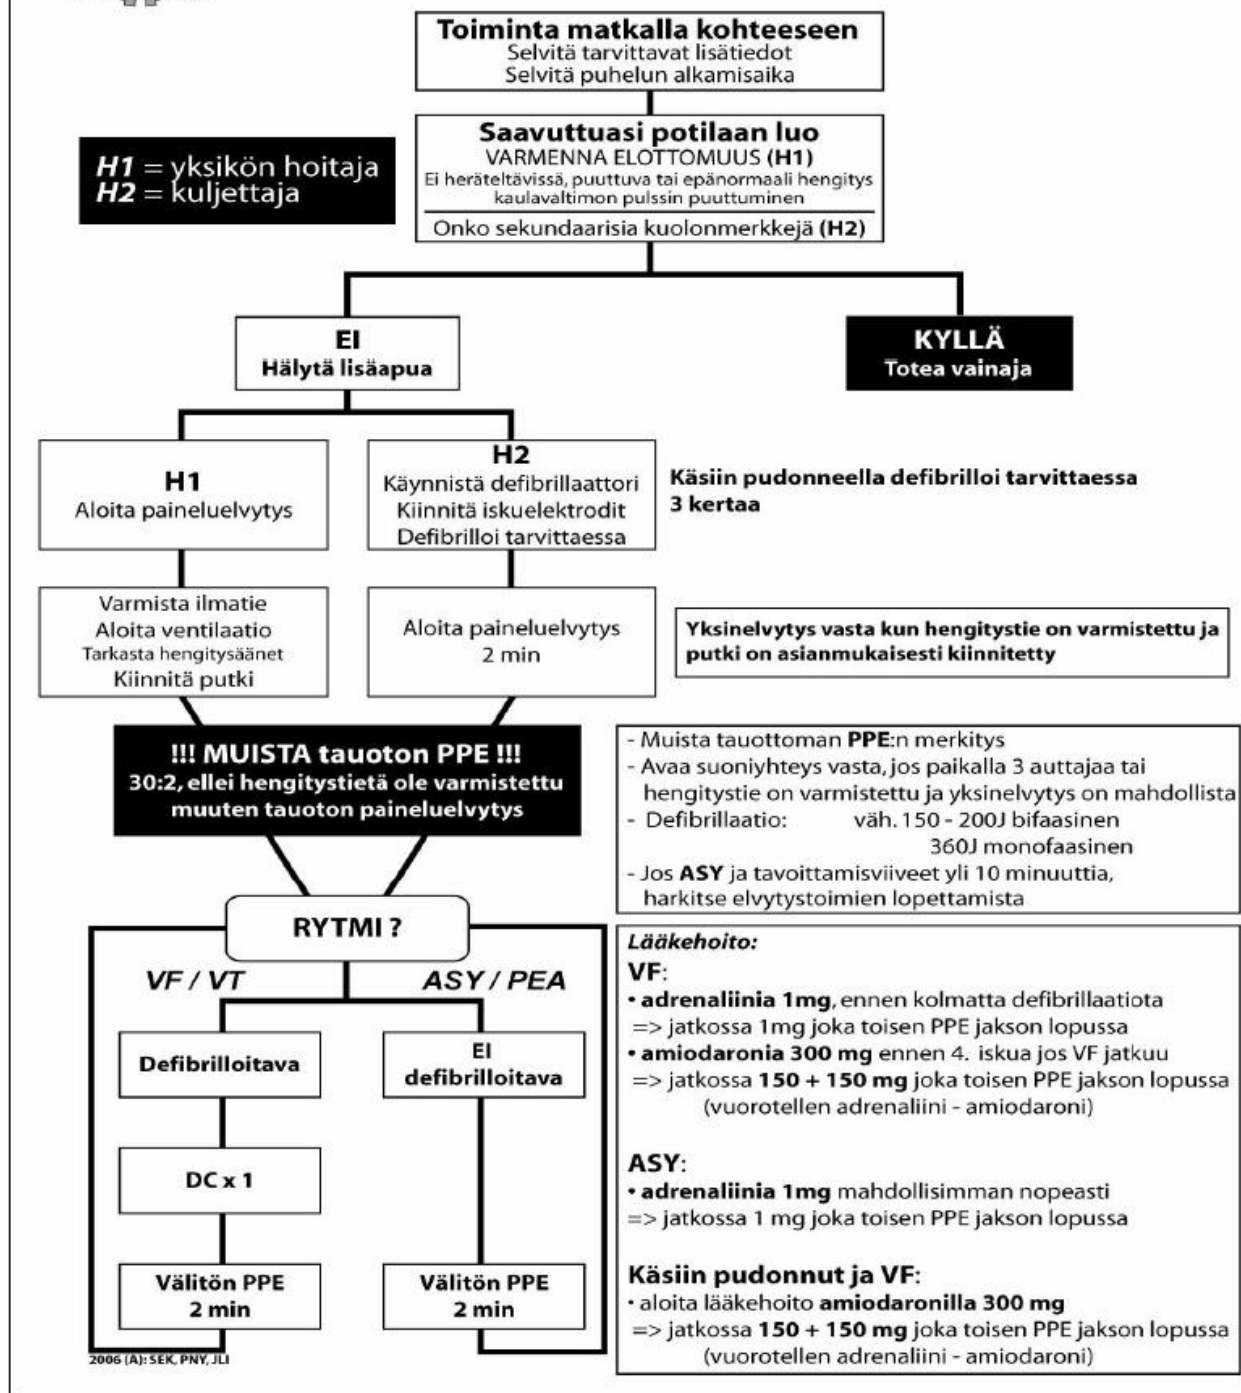 Toiminta matkalla kohteeseen
Selvitä tarvittavat lisätiedot
Selvitä puhelun alkamisaika
H1 = yksikön hoitaja
H2 = kuljettaja
Saavuttuasi potilaan luo
VARMENNA ELOTTOMUUS (H1)
Ei heräteltävissä, puuttuva tai epänormaali hengitys
kaulavaltimon pulssin puuttuminen
Onko sekundaarisia kuolonmerkkejä (H2)
EI
Hälytä lisäapua
KYLLÄ
Totea vainaja
H1
Aloita paineluelvytys
H2
Käynnistä defibrillaattori
Kiinnitä iskuelektrodit
Defibrilloi tarvittaessa
Käsiin pudonneella defibrilloi tarvittaessa
3 kertaa
Varmista ilmatie
Aloita ventilaatio
Tarkasta hengitysäänet
Kiinnitä putki
Aloita paineluelvytys
2 min
Yksinelvytys vasta kun hengitystie on varmistettu ja
putki on asianmukaisesti kiinnitetty
!!! MUISTA tauoton PPE !!!
30:2, ellei hengitystietä ole varmistettu
muuten tauoton paineluelvytys
- Muista tauottoman PPE:n merkitys
- Avaa suoniyhteys vasta, jos paikalla 3 auttajaa tai
hengitystie on varmistettu ja yksinelvytys on mahdollista
- Defibrillaatio: väh. 150 - 200J bifaasinen
360J monofaasinen
- Jos ASY ja tavoittamisviiveet yli 10 minuuttia,
harkitse elvytystoimien lopettamista
RYTMI ?
VF / VT
ASY / PEA
Defibrilloitava
EI
defibrilloitava
DC x 1
Välitön PPE
2 min
Välitön PPE
2 min
Lääkehoito:
VF:
• adrenaliinia 1mg, ennen kolmatta defibrillaatiota
=> jatkossa 1mg joka toisen PPE jakson lopussa
• amiodaronia 300 mg ennen 4. iskua jos VF jatkuu
=> jatkossa 150 + 150 mg joka toisen PPE jakson lopussa
(vuorotellen adrenaliini - amiodaroni)
ASY:
• adrenaliinia 1mg mahdollisimman nopeasti
=> jatkossa 1 mg joka toisen PPE jakson lopussa
Käsiin pudonnut ja VF:
• aloita lääkehoito amiodaronilla 300 mg
=> jatkossa 150 + 150 mg joka toisen PPE jakson lopussa
(vuorotellen adrenaliini - amiodaroni)
2006 (A): SEK, PNY, JLI